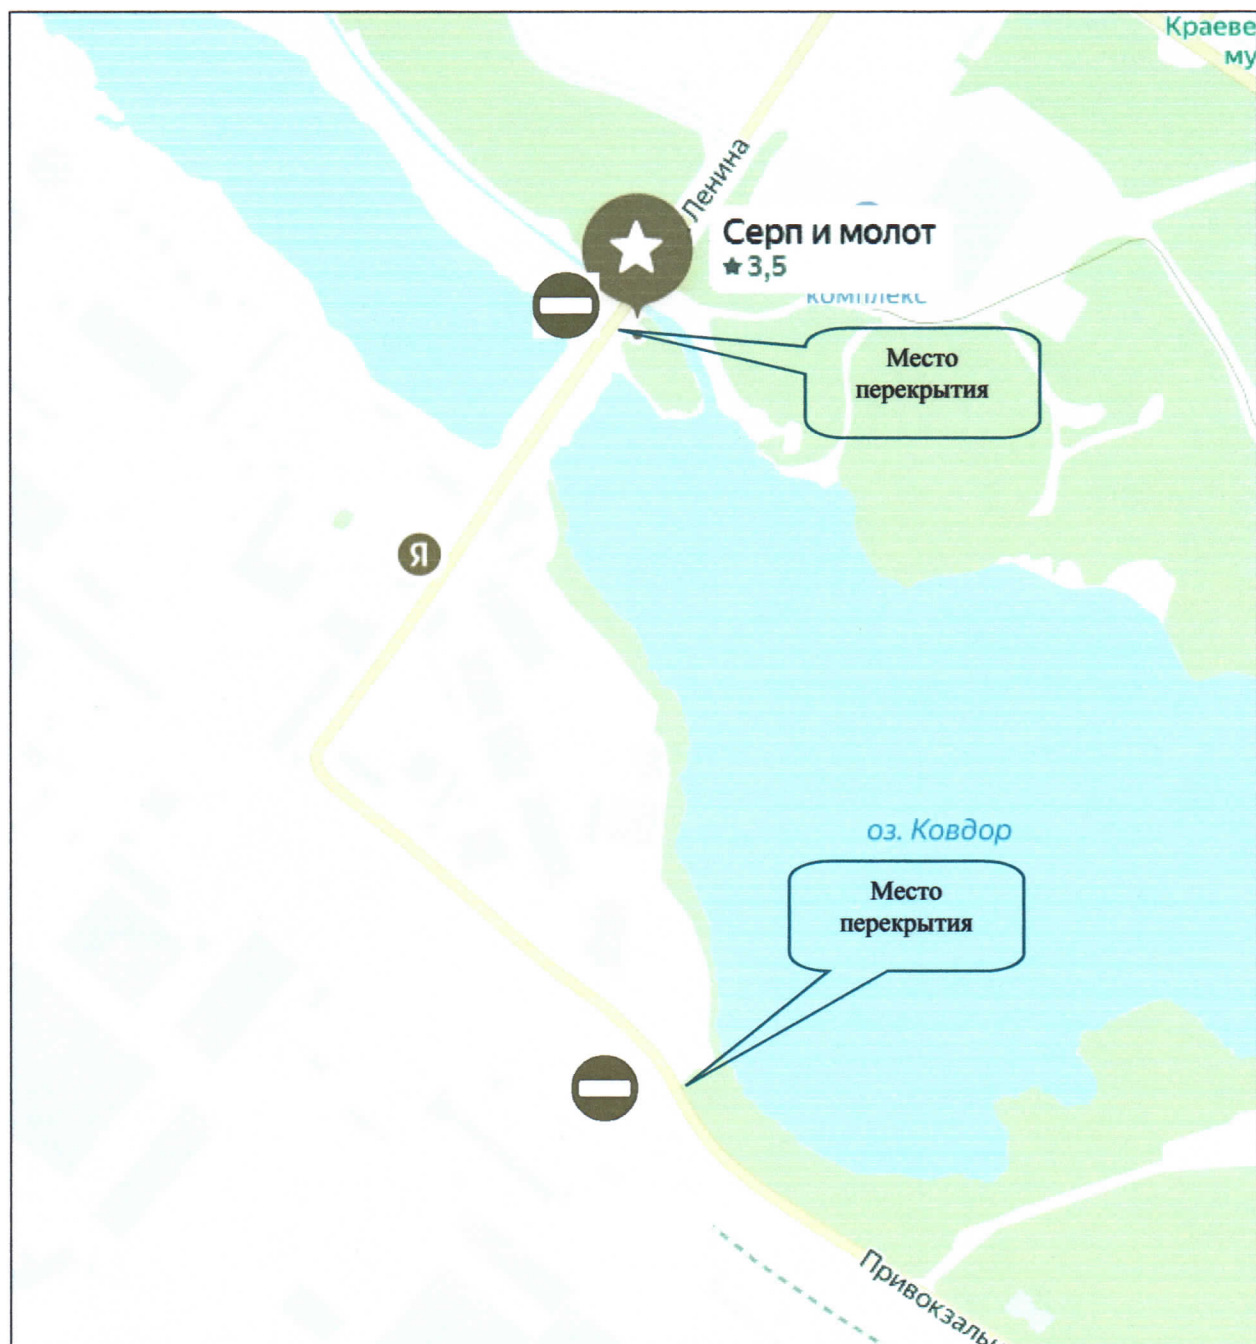 Краеве
му
Ленина
Серп и молот
3,5
комплекс
Место
перекрытия
Я
оз. Ковдор
Место
перекрытия
Привокзальн